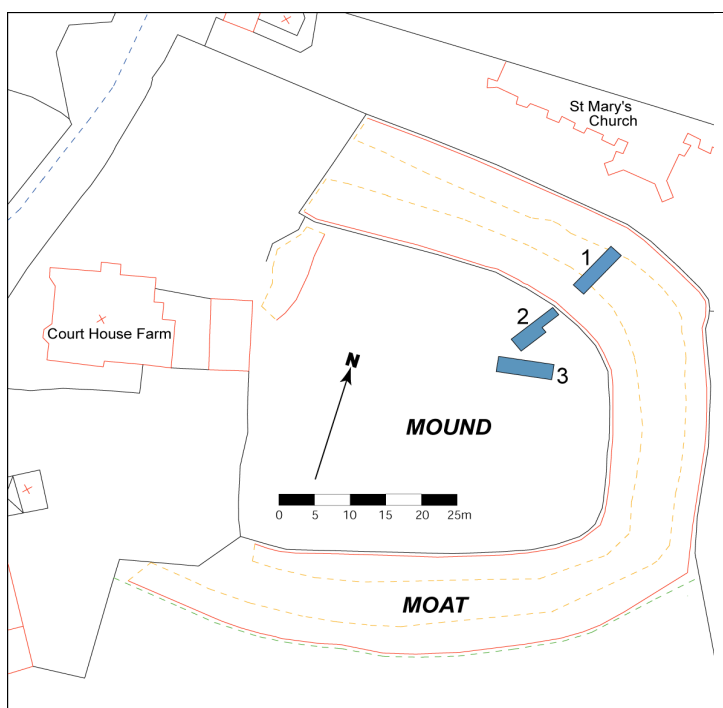 St Mary's
Church
1
2
3
Court House Farm
N
MOUND
0 5 10 15 20 25m
MOAT